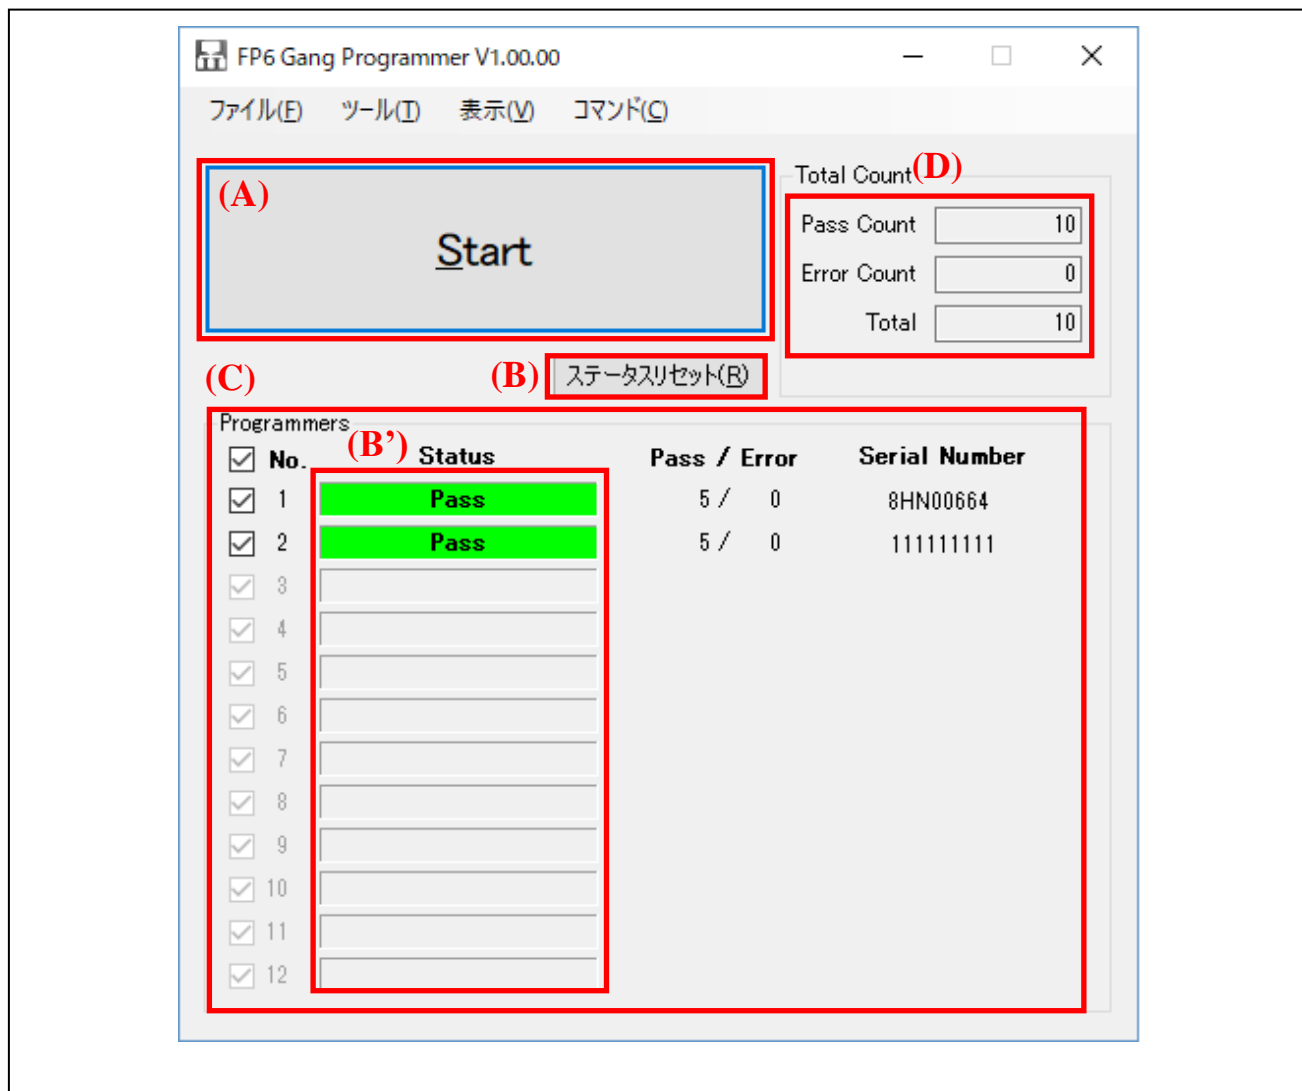 FP6 Gang Programmer V1.00.00
ファイル(F) ツール(T) 表示(V) コマンド(C)
(A)
Start
Total Count (D)
Pass Count 10
Error Count 0
Total 10
(B) ステータスリセット(R)
(C)
Programmers
No. (B’) Status Pass / Error Serial Number
1 Pass 5 / 0 8HN00664
2 Pass 5 / 0 111111111
3
4
5
6
7
8
9
10
11
12